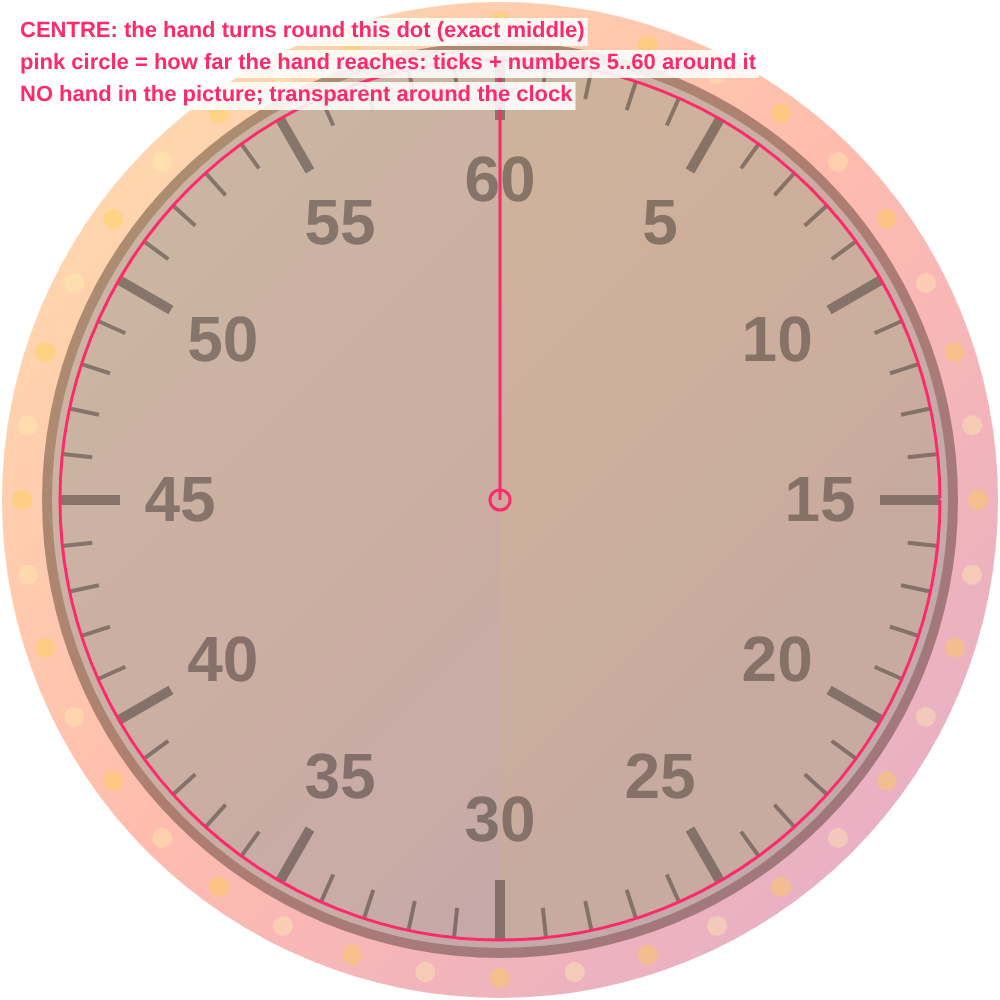 CENTRE: the hand turns round this dot (exact middle)
pink circle = how far the hand reaches: ticks + numbers 5..60 around it
NO hand in the picture; transparent around the clock
60
55 5
50 10
45 15
40 20
35 25
30